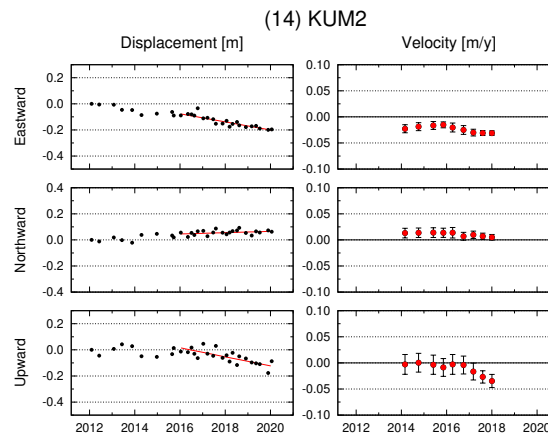 (14) KUM2
Displacement [m] Velocity [m/y]
Eastward
0.2 0.0 -0.2 -0.4
0.10 0.05 0.00 -0.05 -0.10
Northward
0.4 0.2 0.0 -0.2 -0.4
0.10 0.05 0.00 -0.05 -0.10
Upward
0.2 0.0 -0.2 -0.4
0.10 0.05 0.00 -0.05 -0.10
2012 2014 2016 2018 2020 2012 2014 2016 2018 2020